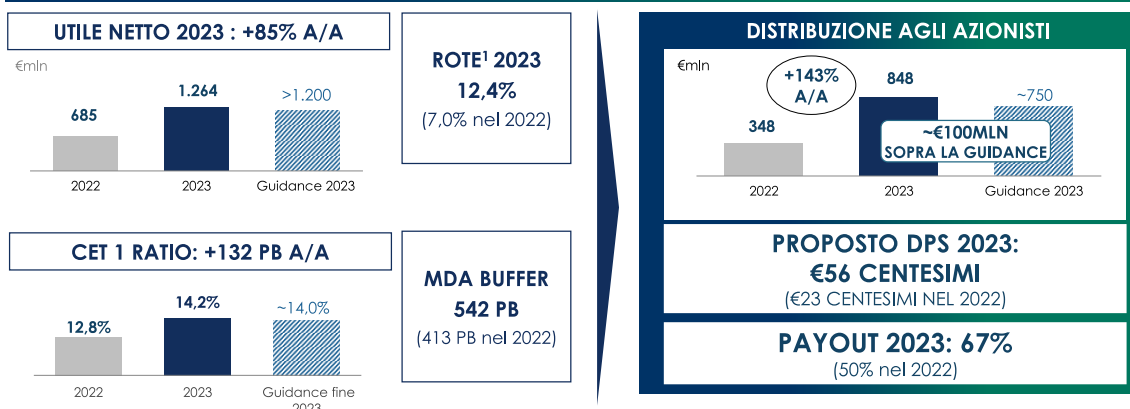 UTILE NETTO 2023 : +85% A/A
€mln
685
1.264
>1.200
2022
2023
Guidance 2023
ROTE¹ 2023
12,4%
(7,0% nel 2022)
CET 1 RATIO: +132 PB A/A
12,8%
14,2%
~14,0%
2022
2023
Guidance fine
2023
MDA BUFFER
542 PB
(413 PB nel 2022)
DISTRIBUZIONE AGLI AZIONISTI
€mln
+143%
A/A
348
848
~750
~€100MLN
SOPRA LA GUIDANCE
2022
2023
Guidance 2023
PROPOSTO DPS 2023:
€56 CENTESIMI
(€23 CENTESIMI NEL 2022)
PAYOUT 2023: 67%
(50% nel 2022)